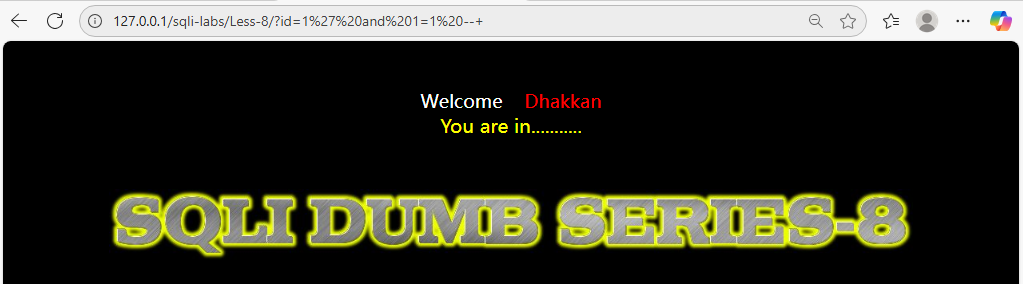 127.0.0.1/sqli-labs/Less-8/?id=1%27%20and%201=1%20--+
Welcome Dhakkan
You are in...........
SQLI DUMB SERIES-8